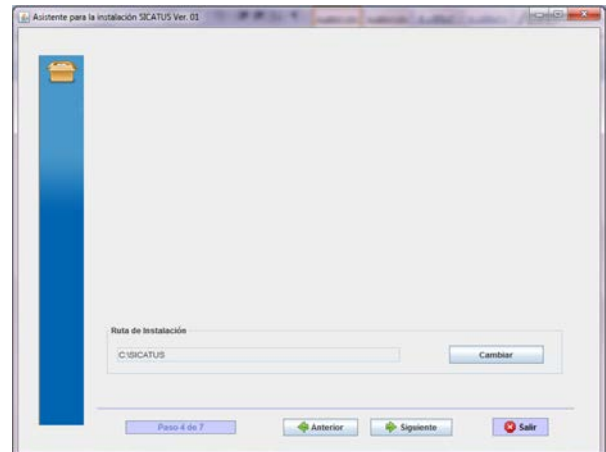 Asistente para la instalación SICATUS Ver. 01
Ruta de Instalación
C:\SICATUS
Cambiar
Paso 4 de 7
Anterior
Siguiente
Salir